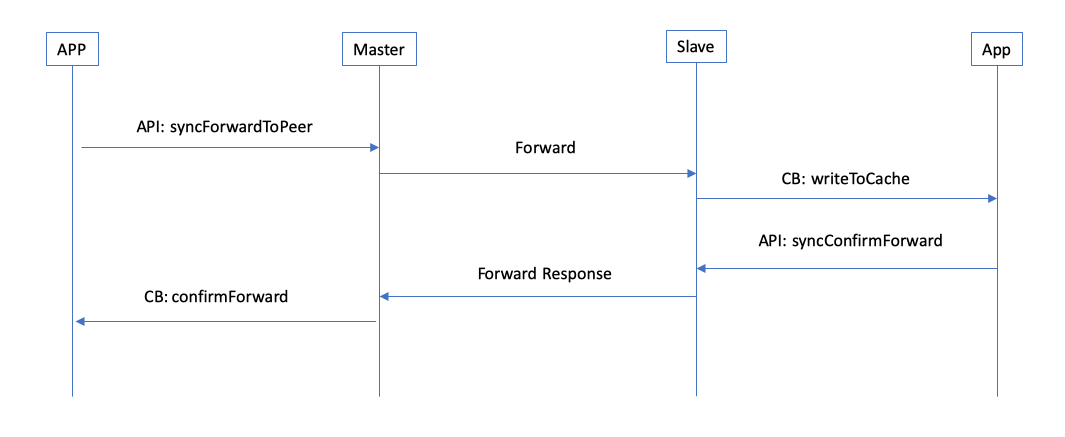 APP
Master
Slave
App
API: syncForwardToPeer
Forward
CB: writeToCache
API: syncConfirmForward
Forward Response
CB: confirmForward